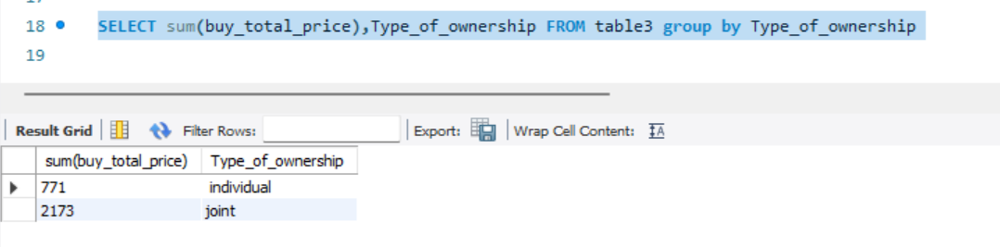 18 SELECT sum(buy_total_price),Type_of_ownership FROM table3 group by Type_of_ownership
19
Result Grid Filter Rows: Export: Wrap Cell Content:
sum(buy_total_price) Type_of_ownership
771 individual
2173 joint